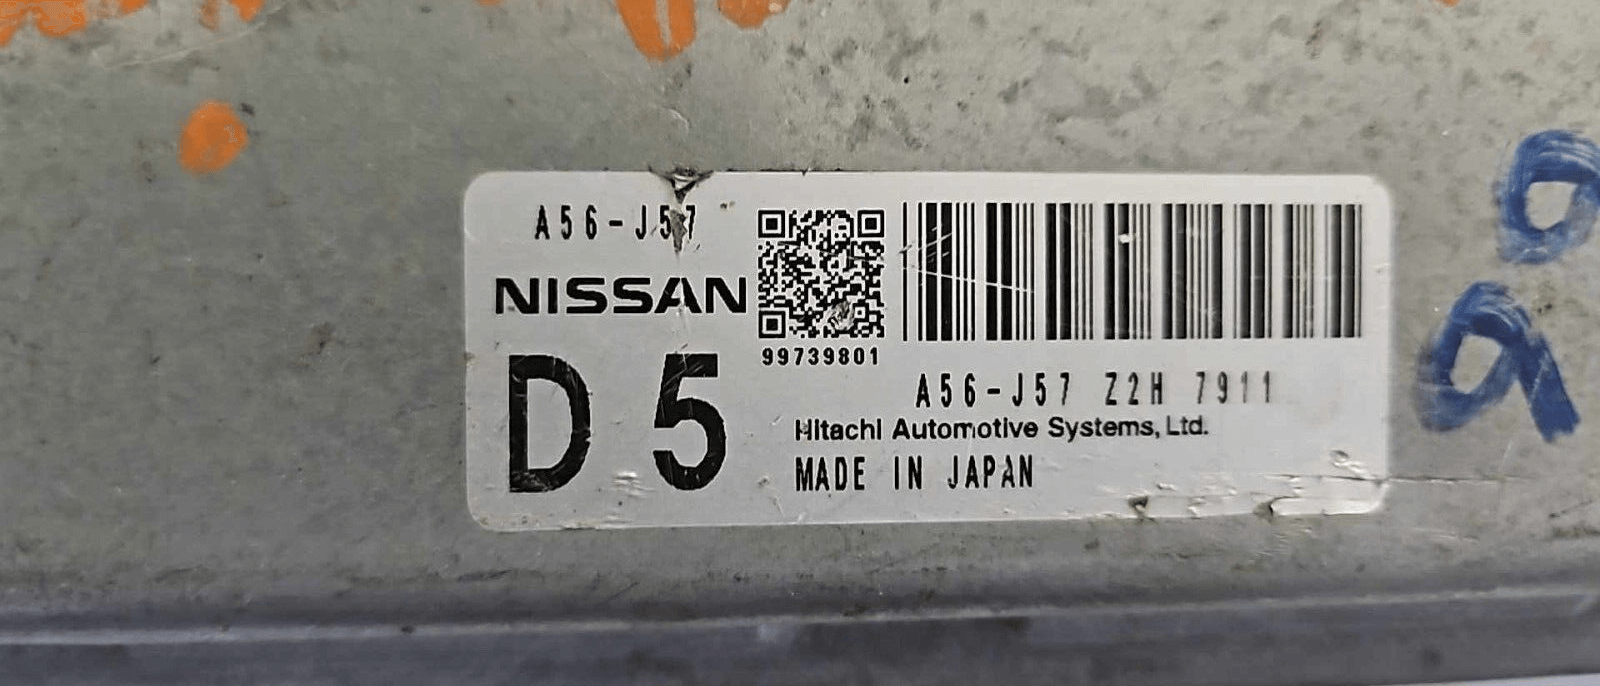 A56-J57
NISSAN
D5
99739801
A56-J57 Z2H 7911
Hitachi Automotive Systems, Ltd.
MADE IN JAPAN